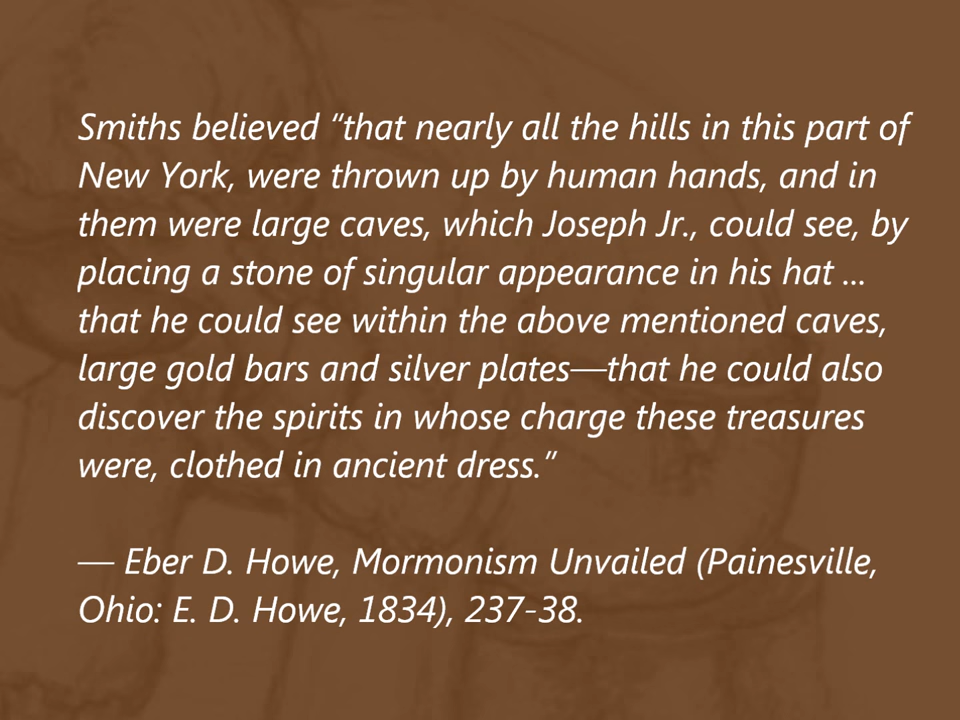 Smiths believed “that nearly all the hills in this part of
New York, were thrown up by human hands, and in
them were large caves, which Joseph Jr., could see, by
placing a stone of singular appearance in his hat ...
that he could see within the above mentioned caves,
large gold bars and silver plates—that he could also
discover the spirits in whose charge these treasures
were, clothed in ancient dress.”
— Eber D. Howe, Mormonism Unvailed (Painesville,
Ohio: E. D. Howe, 1834), 237-38.